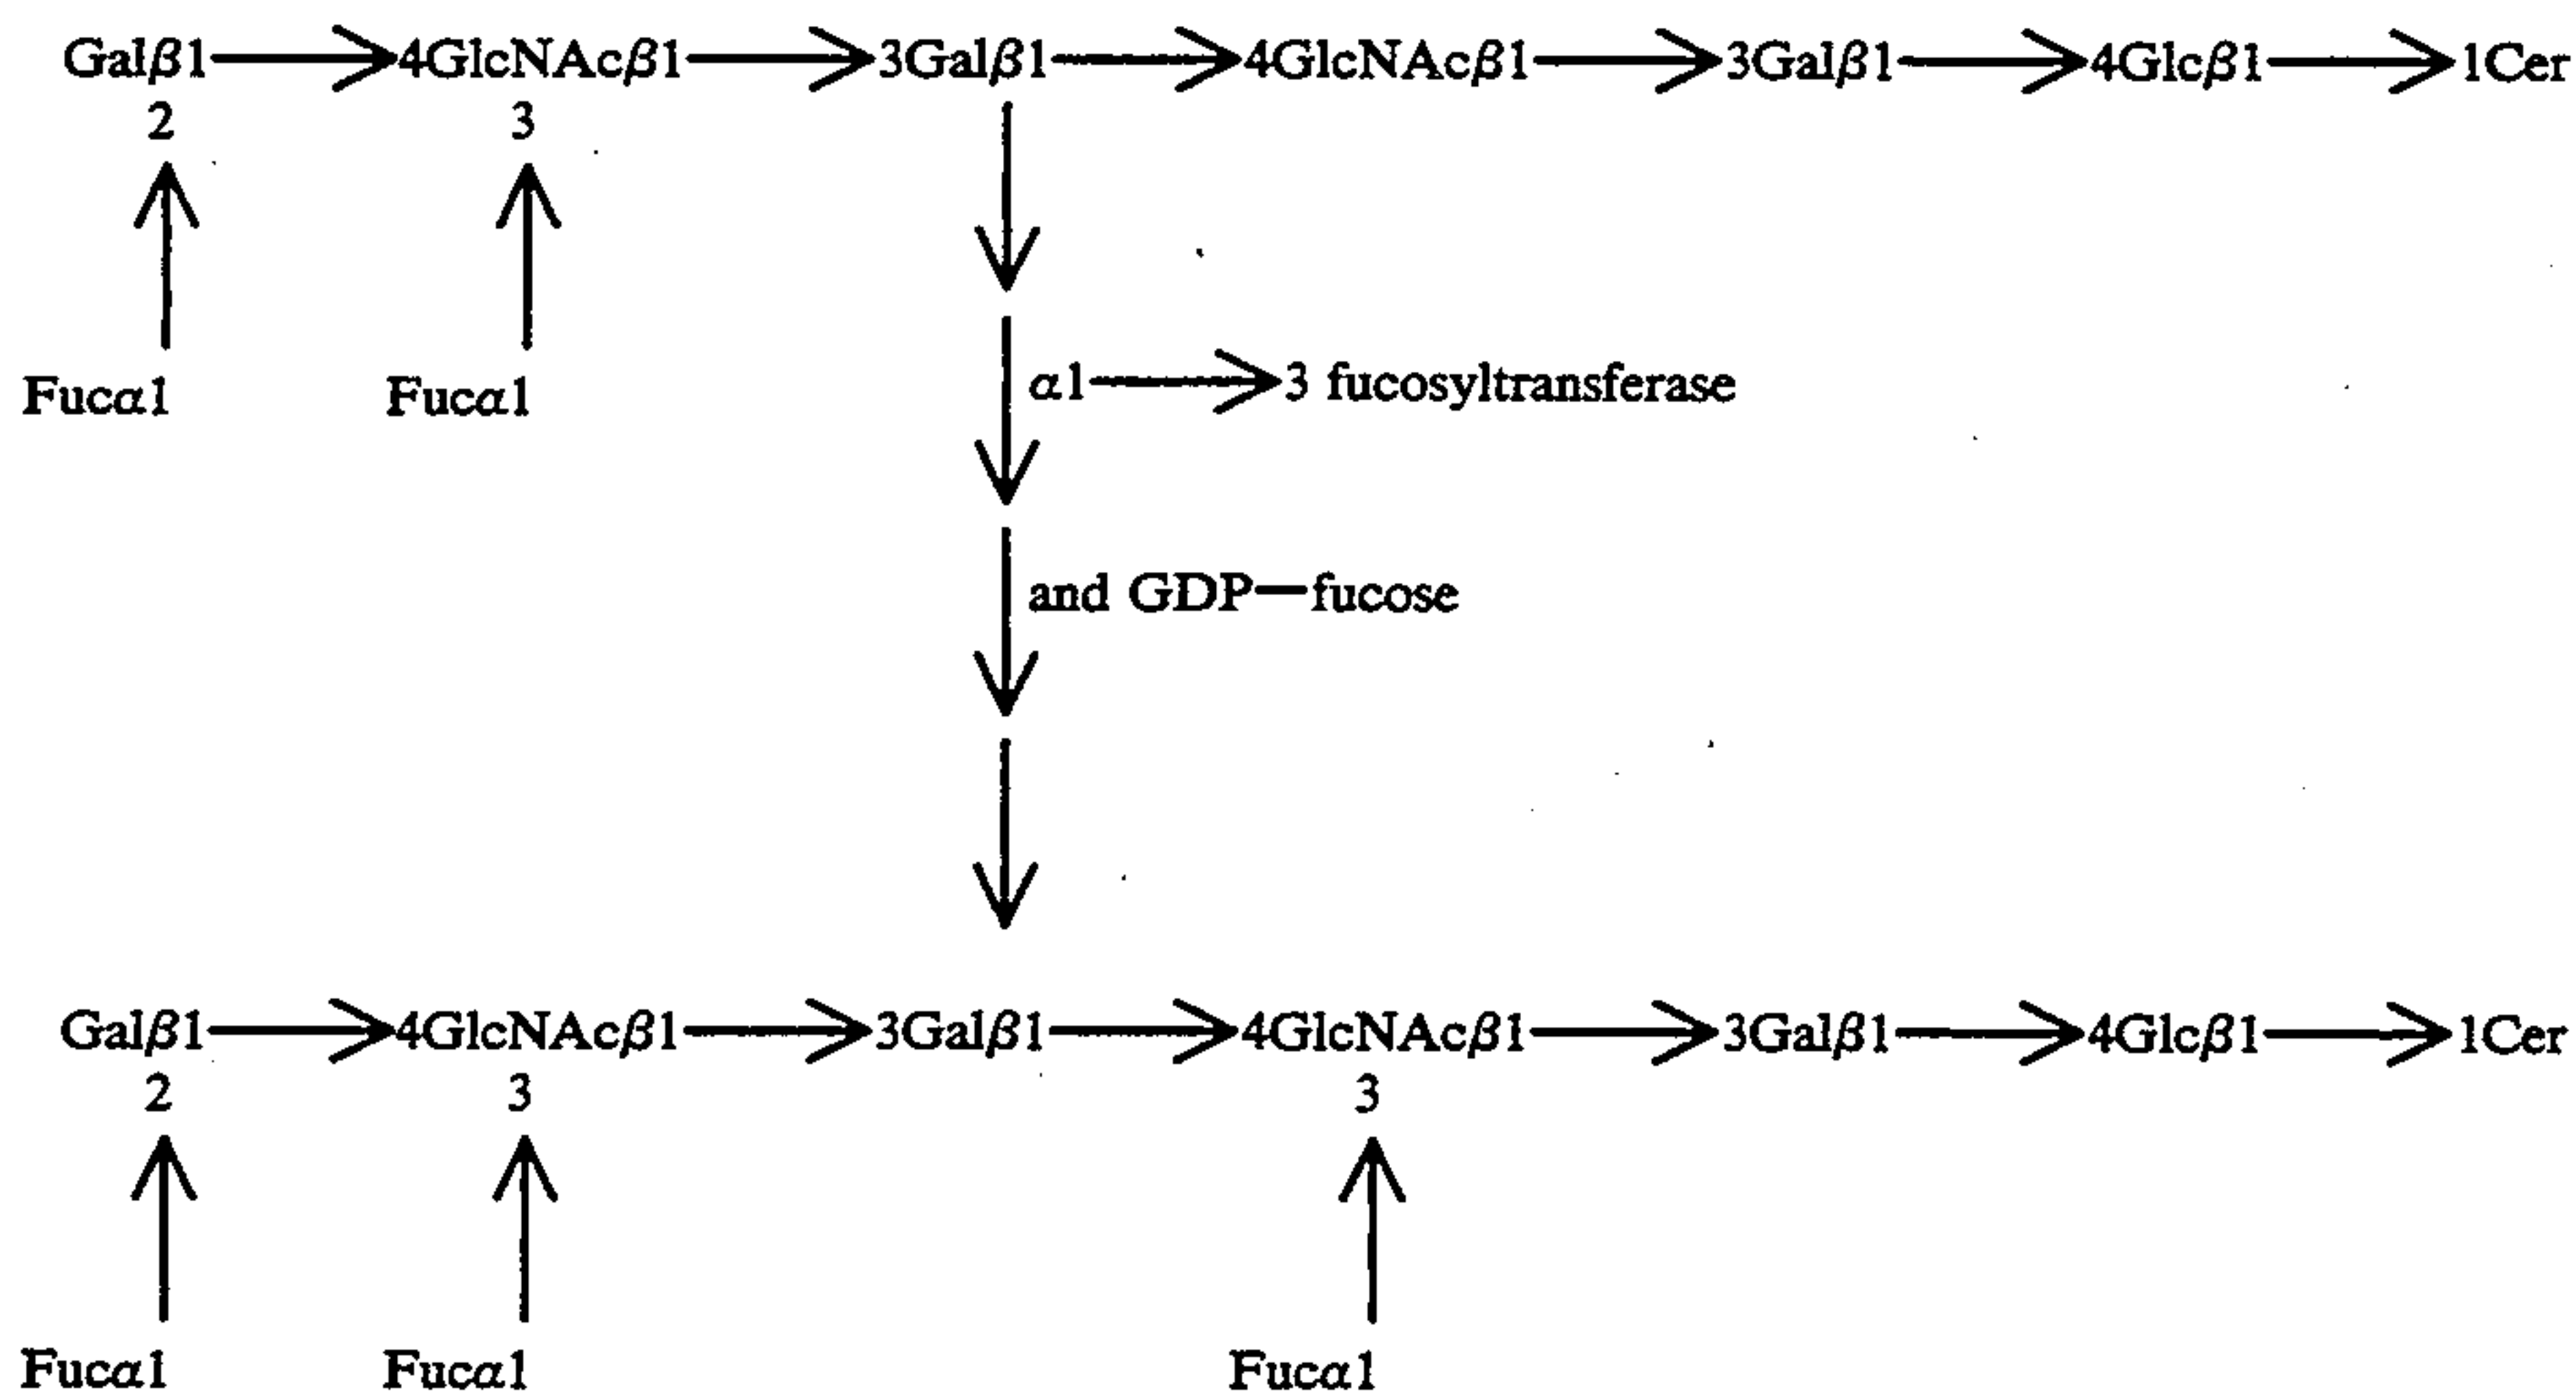 Galβ1→4GlcNAcβ1→3Galβ1→4GlcNAcβ1→3Galβ1→4Glcβ1→1Cer
2 3
Fucα1 Fucα1
α1→3 fucosyltransferase
and GDP—fucose
Galβ1→4GlcNAcβ1→3Galβ1→4GlcNAcβ1→3Galβ1→4Glcβ1→1Cer
2 3 3
Fucα1 Fucα1 Fucα1